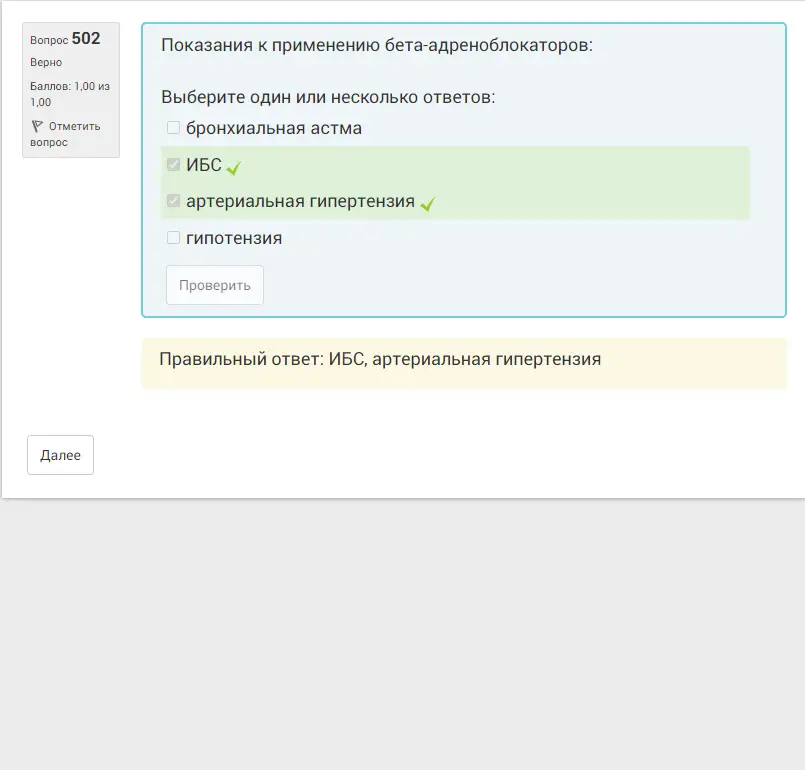 Вопрос 502
Верно
Баллов: 1,00 из
1,00
Отметить
вопрос
Показания к применению бета-адреноблокаторов:
Выберите один или несколько ответов:
бронхиальная астма
ИБС
артериальная гипертензия
гипотензия
Проверить
Правильный ответ: ИБС, артериальная гипертензия
Далее